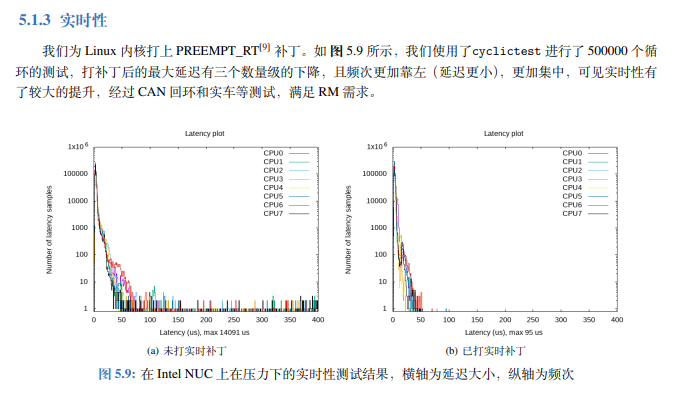 5.1.3 实时性
我们为 Linux 内核打上 PREEMPT_RT[9] 补丁。如 图 5.9 所示，我们使用了cyclictest 进行了 500000 个循
环的测试，打补丁后的最大延迟有三个数量级的下降，且频次更加靠左（延迟更小），更加集中，可见实时性有
了较大的提升，经过 CAN 回环和实车等测试，满足 RM 需求。
Latency plot
Number of latency samples
1x10 6
100000
10000
1000
100
10
1
CPU0
CPU1
CPU2
CPU3
CPU4
CPU5
CPU6
CPU7
0 50 100 150 200 250 300 350 400
Latency (us), max 14091 us
(a) 未打实时补丁
Latency plot
Number of latency samples
1x10 6
100000
10000
1000
100
10
1
CPU0
CPU1
CPU2
CPU3
CPU4
CPU5
CPU6
CPU7
0 50 100 150 200 250 300 350 400
Latency (us), max 95 us
(b) 已打实时补丁
图 5.9: 在 Intel NUC 上在压力下的实时性测试结果，横轴为延迟大小，纵轴为频次